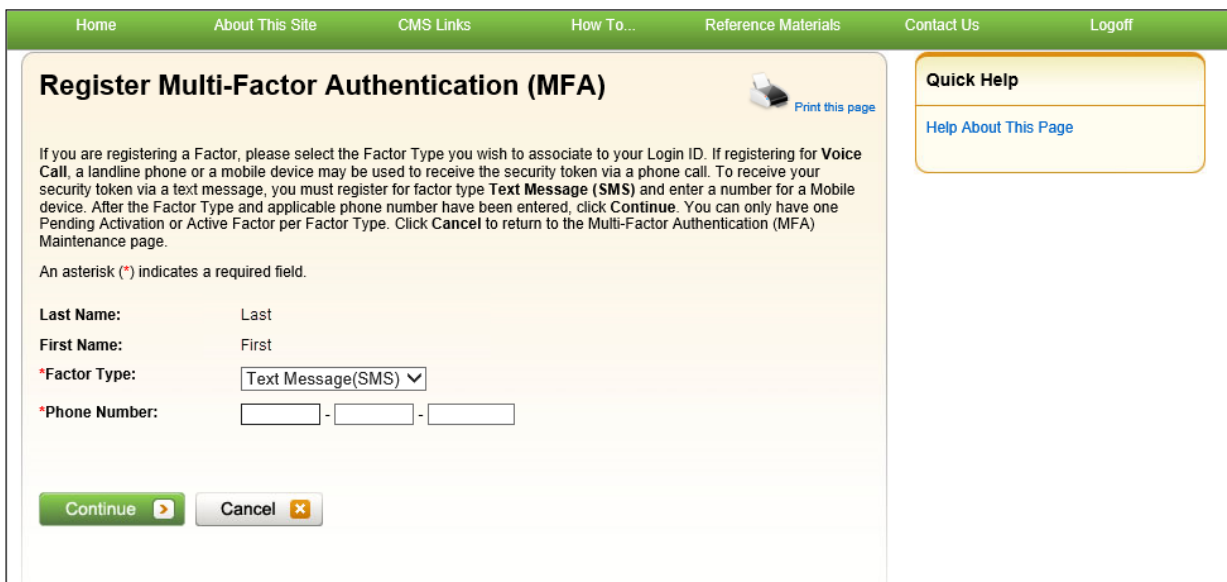 Home About This Site CMS Links How To... Reference Materials Contact Us Logoff
Register Multi-Factor Authentication (MFA)
Print this page
If you are registering a Factor, please select the Factor Type you wish to associate to your Login ID. If registering for Voice
Call, a landline phone or a mobile device may be used to receive the security token via a phone call. To receive your
security token via a text message, you must register for factor type Text Message (SMS) and enter a number for a Mobile
device. After the Factor Type and applicable phone number have been entered, click Continue. You can only have one
Pending Activation or Active Factor per Factor Type. Click Cancel to return to the Multi-Factor Authentication (MFA)
Maintenance page.
An asterisk (*) indicates a required field.
Last Name: Last
First Name: First
*Factor Type: Text Message(SMS)
*Phone Number: - -
Continue Cancel
Quick Help
Help About This Page